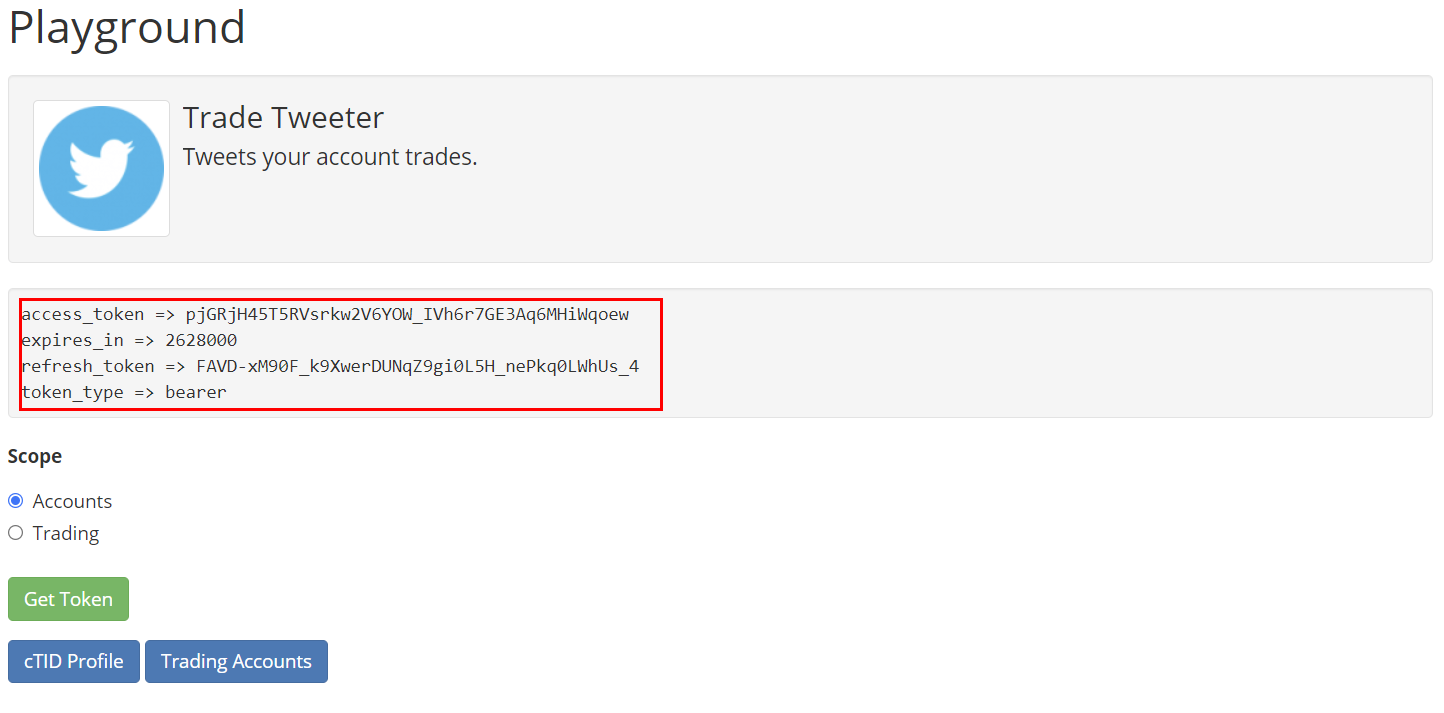 Playground
Trade Tweeter
Tweets your account trades.
access_token => pjGRjH45T5RVsrkw2V6YOW_IVh6r7GE3Aq6MHiWqoew
expires_in => 2628000
refresh_token => FAVD-xM90F_k9XwerDUNqZ9gi0L5H_nePkq0LWhUs_4
token_type => bearer
Scope
Accounts
Trading
Get Token
cTID Profile
Trading Accounts